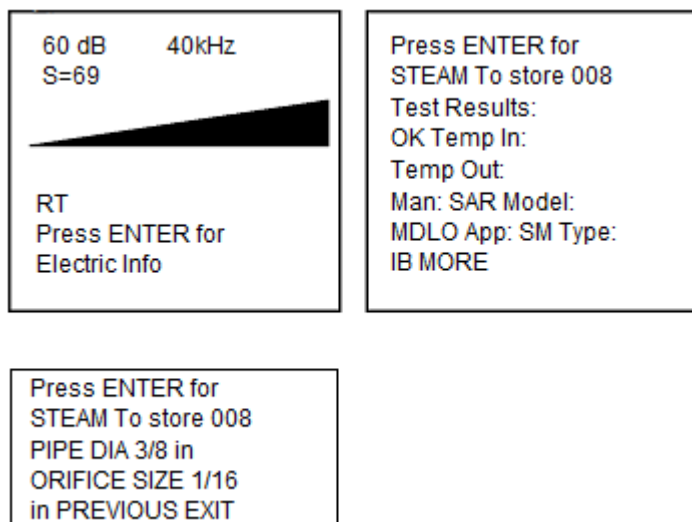 60 dB 40kHz
S=69
RT
Press ENTER for
Electric Info
Press ENTER for
STEAM To store 008
Test Results:
OK Temp In:
Temp Out:
Man: SAR Model:
MDLO App: SM Type:
IB MORE
Press ENTER for
STEAM To store 008
PIPE DIA 3/8 in
ORIFICE SIZE 1/16
in PREVIOUS EXIT